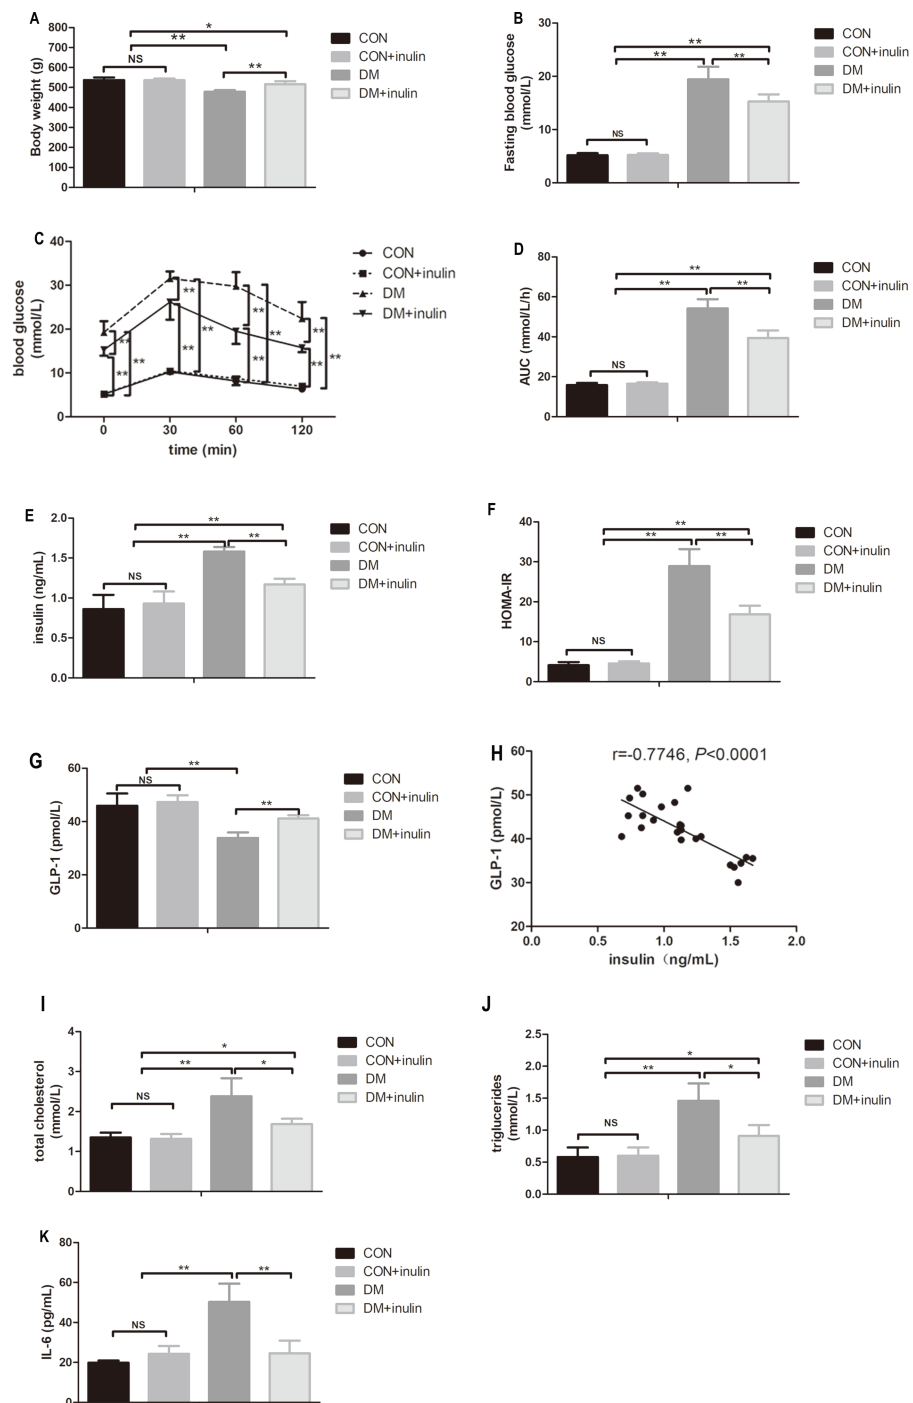 A
*
**
NS
**
Body weight (g)
800
700
600
500
400
300
200
100
0
CON
CON+inulin
DM
DM+inulin
B
**
**
**
NS
Fasting blood glucose
(mmol/L)
30
20
10
0
CON
CON+inulin
DM
DM+inulin
C
blood glucose
(mmol/L)
40
30
20
10
0
0
30
60
120
time (min)
**
**
**
**
**
**
**
**
**
**
**
**
CON
CON+inulin
DM
DM+inulin
D
**
**
**
NS
AUC (mmol/L/h)
80
60
40
20
0
CON
CON+inulin
DM
DM+inulin
E
**
**
**
NS
insulin (ng/mL)
2.0
1.5
1.0
0.5
0.0
CON
CON+inulin
DM
DM+inulin
F
**
**
**
NS
HOMA-IR
40
30
20
10
0
CON
CON+inulin
DM
DM+inulin
G
**
NS
**
GLP-1 (pmol/L)
60
40
20
0
CON
CON+inulin
DM
DM+inulin
H
r=-0.7746, P<0.0001
GLP-1 (pmol/L)
60
50
40
30
20
0.0
0.5
1.0
1.5
2.0
insulin（ng/mL)
I
*
**
*
NS
total cholesterol
(mmol/L)
4
3
2
1
0
CON
CON+inulin
DM
DM+inulin
J
*
**
*
NS
triglucerides
(mmol/L)
2.5
2.0
1.5
1.0
0.5
0.0
CON
CON+inulin
DM
DM+inulin
K
**
**
NS
IL-6 (pg/mL)
80
60
40
20
0
CON
CON+inulin
DM
DM+inulin